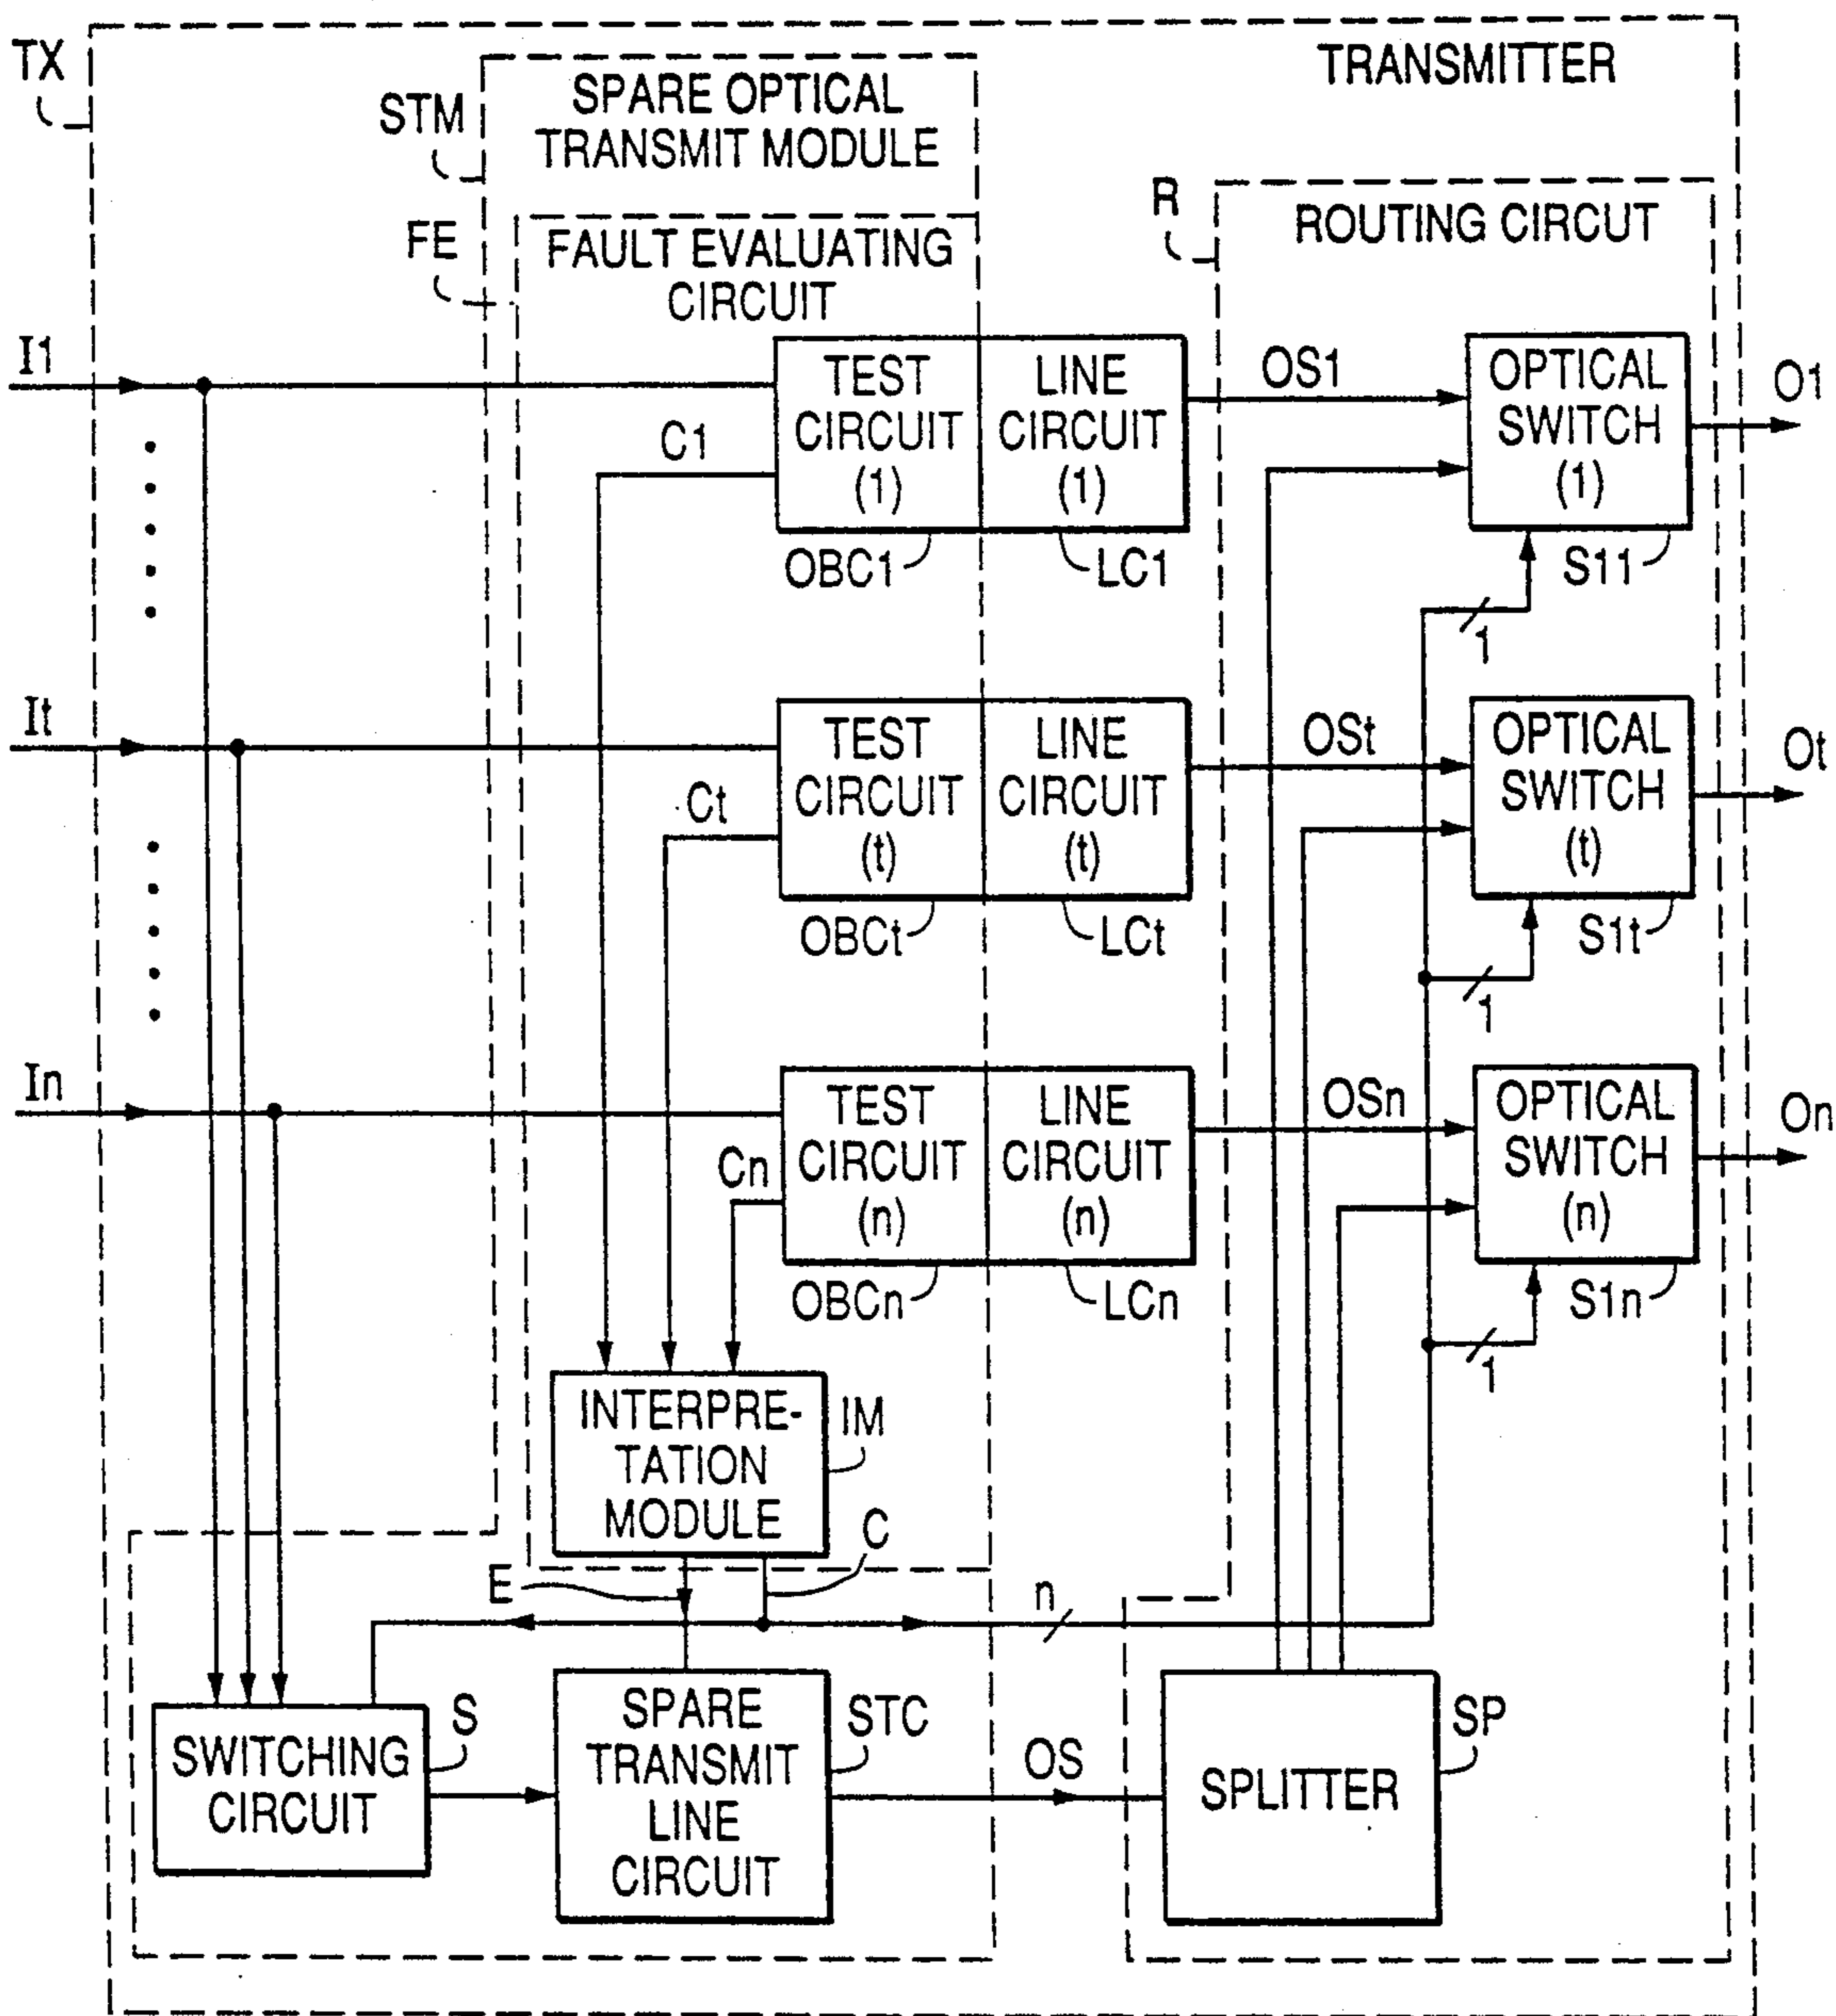 TX
TRANSMITTER
STM
SPARE OPTICAL
TRANSMIT MODULE
R
ROUTING CIRCUT
FE
FAULT EVALUATING
CIRCUIT
I1
C1
TEST
CIRCUIT
(1)
LINE
CIRCUIT
(1)
OS1
OPTICAL
SWITCH
(1)
O1
OBC1
LC1
S11
1
It
Ct
TEST
CIRCUIT
(t)
LINE
CIRCUIT
(t)
OSt
OPTICAL
SWITCH
(t)
Ot
OBCt
LCt
S1t
1
In
Cn
TEST
CIRCUIT
(n)
LINE
CIRCUIT
(n)
OSn
OPTICAL
SWITCH
(n)
On
OBCn
LCn
S1n
1
INTERPRE-
TATION
MODULE
IM
E
C
n
SWITCHING
CIRCUIT
S
SPARE
TRANSMIT
LINE
CIRCUIT
STC
OS
SPLITTER
SP